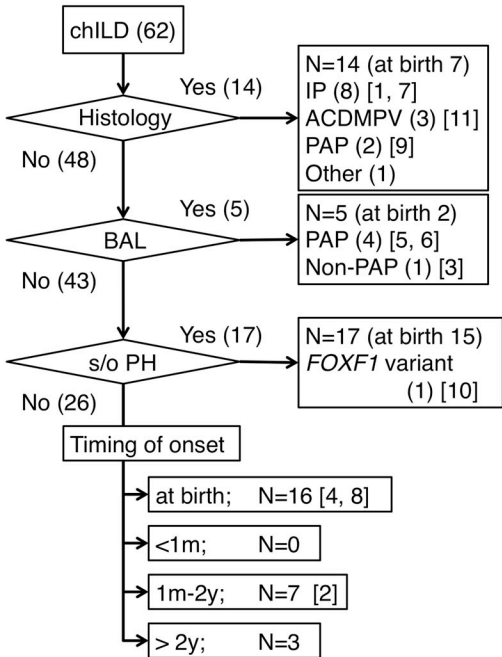 chILD (62)
Yes (14)
Histology
No (48)
N=14 (at birth 7)
IP (8) [1, 7]
ACDMPV (3) [11]
PAP (2) [9]
Other (1)
Yes (5)
BAL
No (43)
N=5 (at birth 2)
PAP (4) [5, 6]
Non-PAP (1) [3]
Yes (17)
s/o PH
No (26)
N=17 (at birth 15)
FOXF1 variant
(1) [10]
Timing of onset
at birth; N=16 [4, 8]
<1m; N=0
1m-2y; N=7 [2]
> 2y; N=3